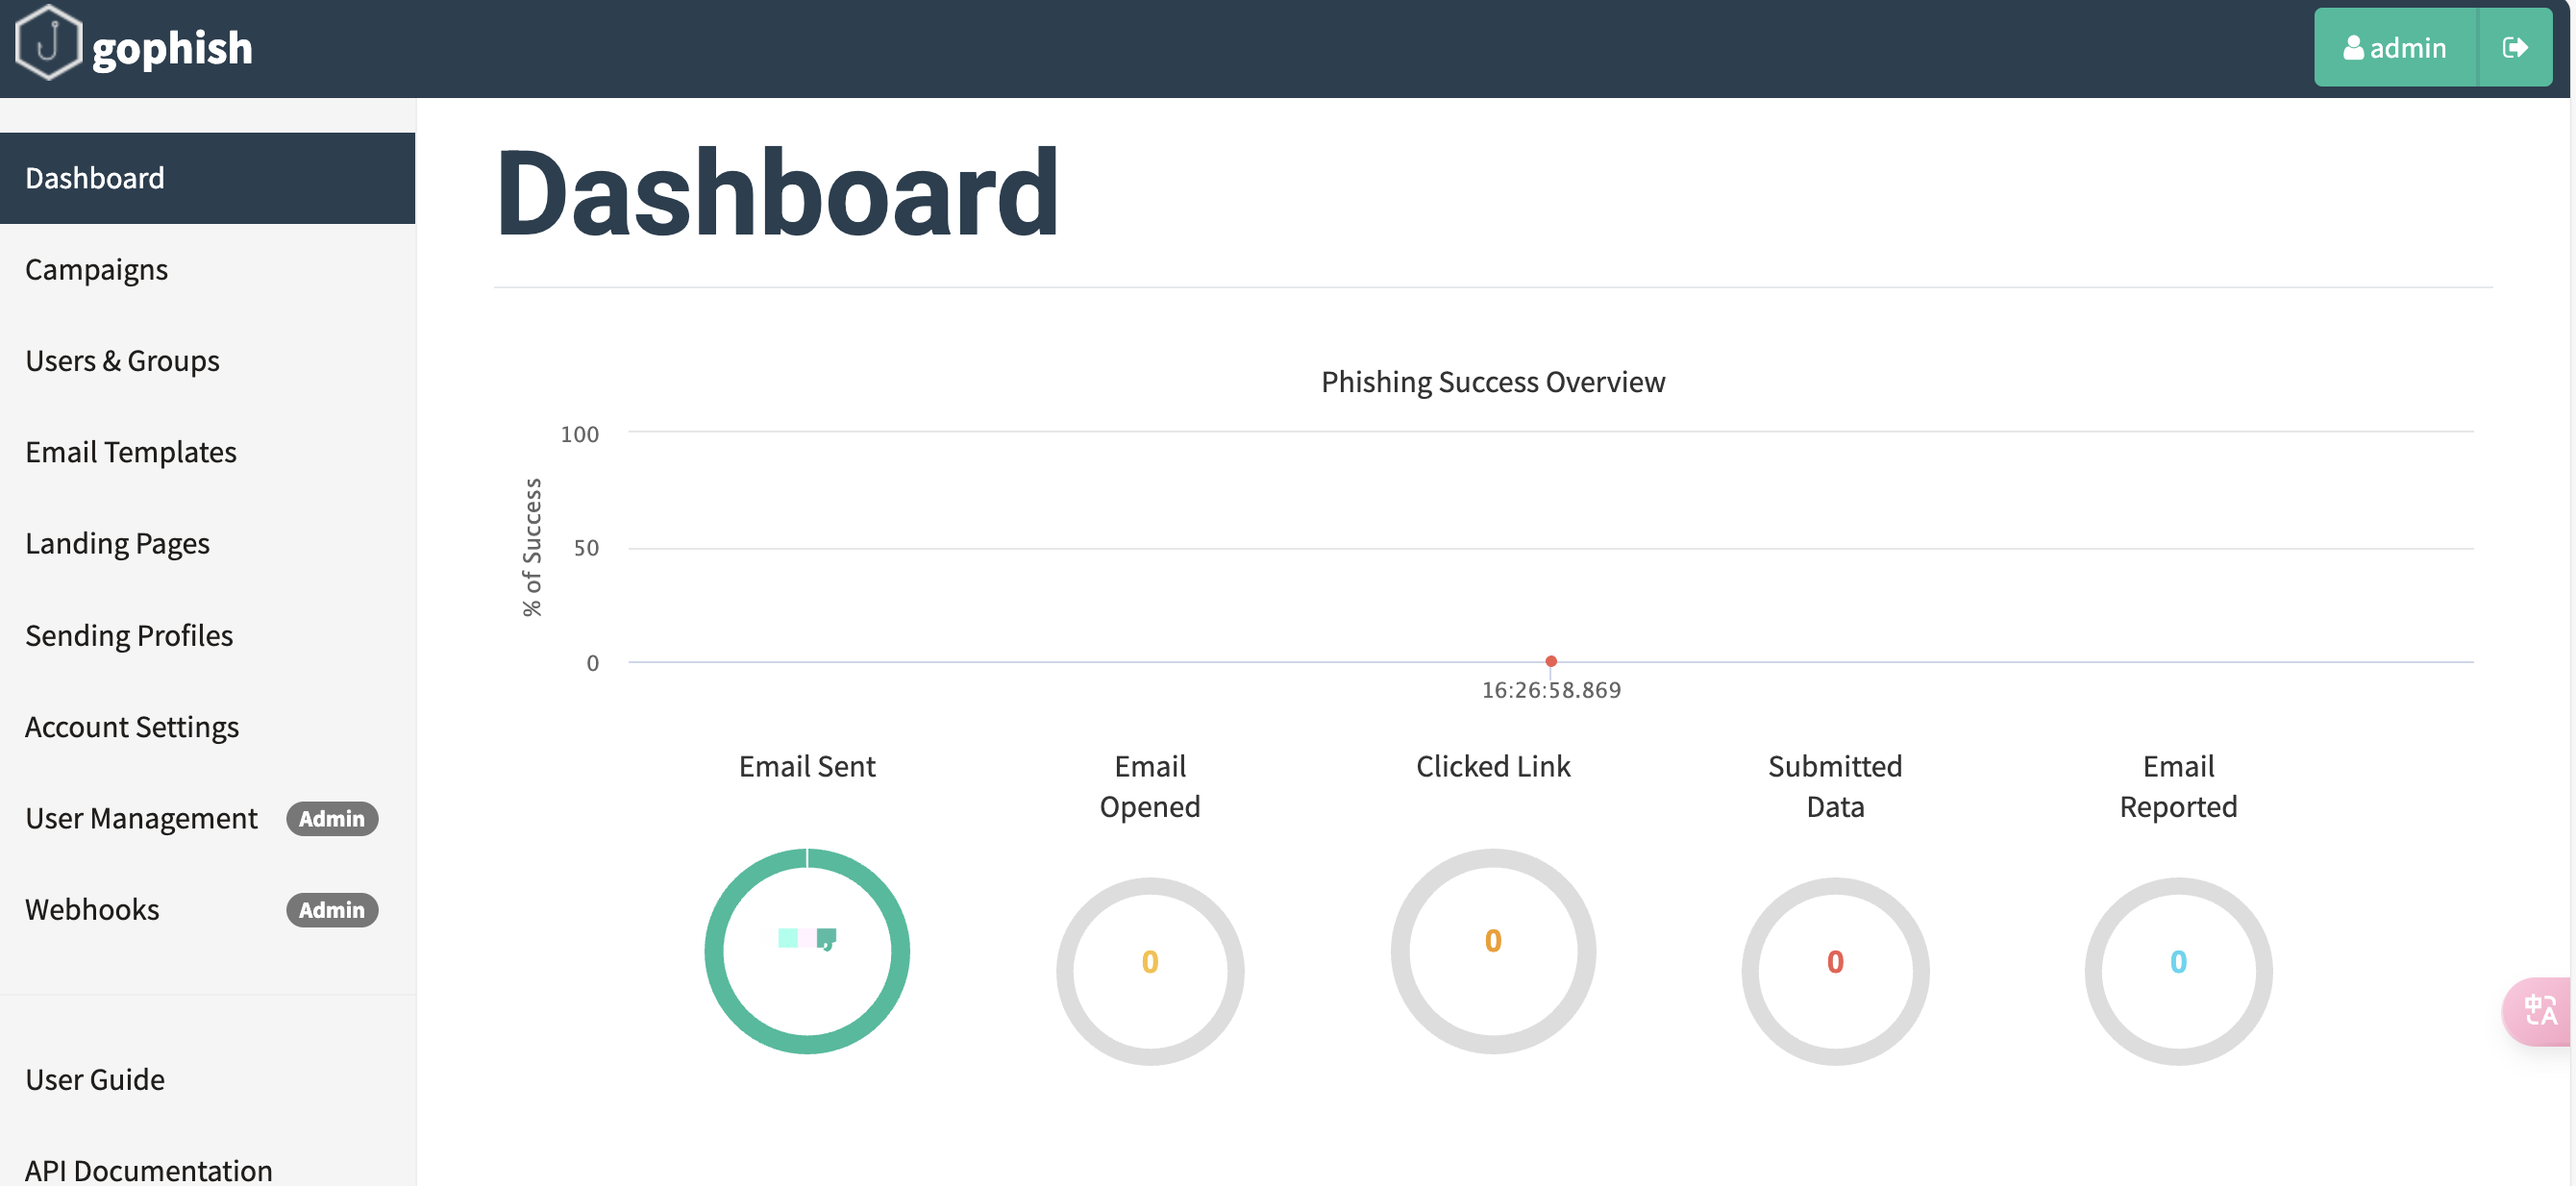 gophish
admin
Dashboard
Campaigns
Users & Groups
Email Templates
Landing Pages
Sending Profiles
Account Settings
User Management Admin
Webhooks Admin
User Guide
API Documentation
Dashboard
Phishing Success Overview
% of Success
100
50
0
16:26:58.869
Email Sent
Email
Opened
0
Clicked Link
0
Submitted
Data
0
Email
Reported
0
中A